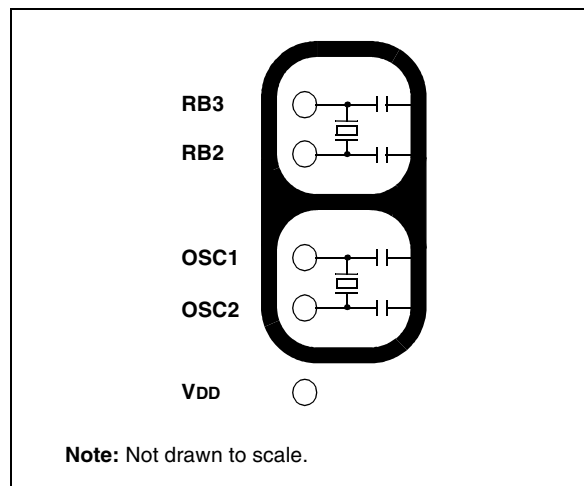 RB3
RB2
OSC1
OSC2
VDD
Note: Not drawn to scale.